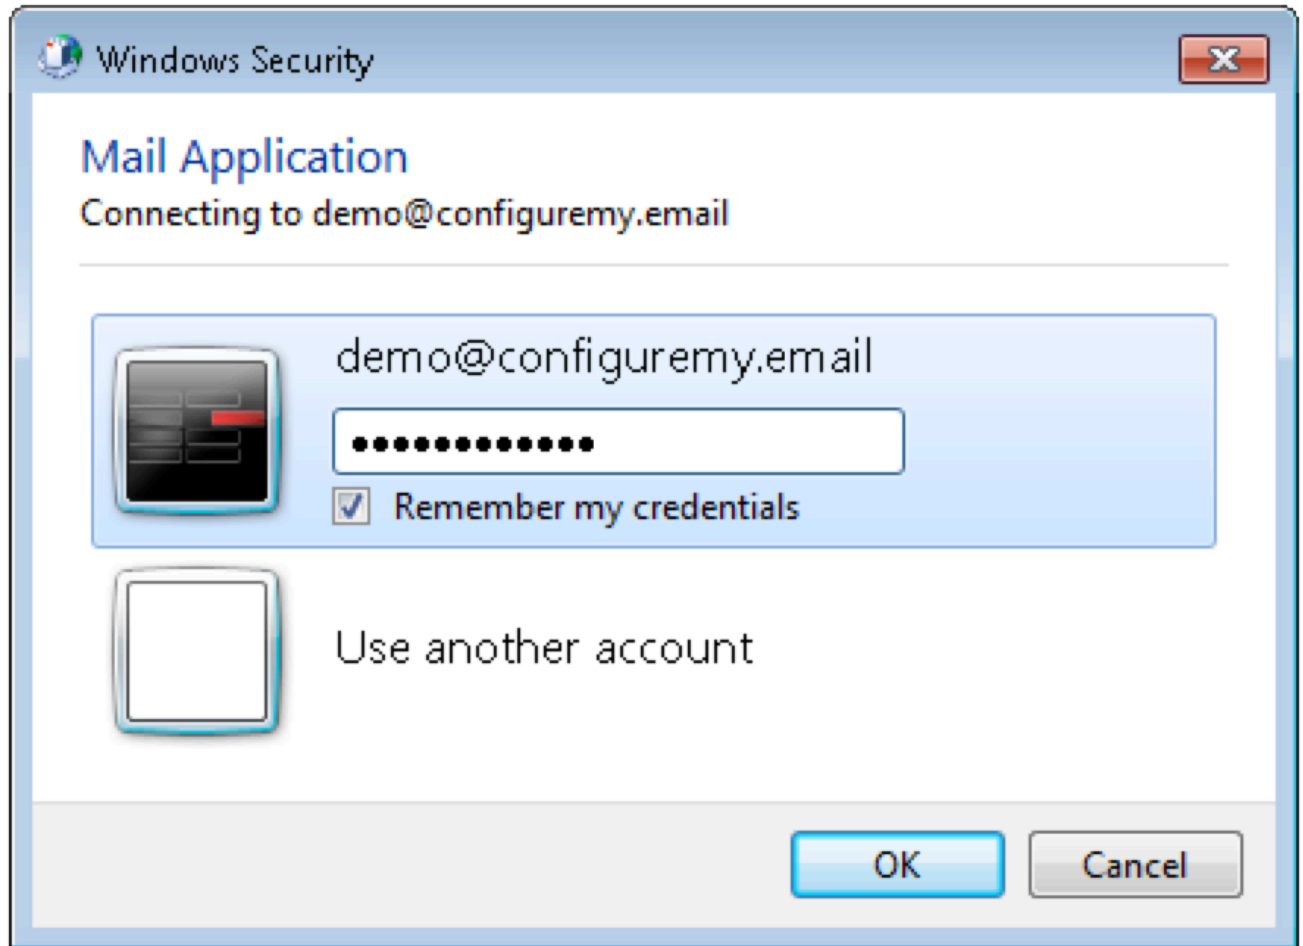 Windows Security
Mail Application
Connecting to demo@configuremy.email
demo@configuremy.email
••••••••••••
Remember my credentials
Use another account
OK
Cancel